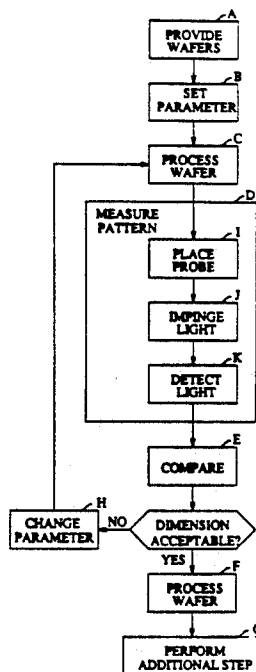 A
PROVIDE
WAFERS
B
SET
PARAMETER
C
PROCESS
WAFER
D
MEASURE
PATTERN
I
PLACE
PROBE
J
IMPINGE
LIGHT
K
DETECT
LIGHT
E
COMPARE
H
CHANGE
PARAMETER
NO
DIMENSION
ACCEPTABLE?
YES
F
PROCESS
WAFER
G
PERFORM
ADDITIONAL STEP